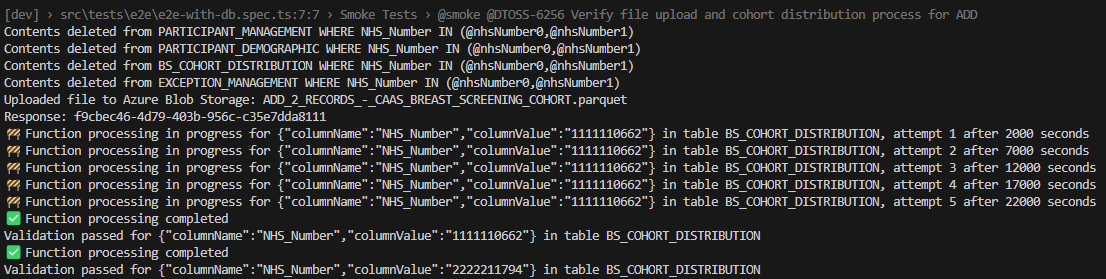 [dev] › src\tests\e2e\e2e-with-db.spec.ts:7:7 › Smoke Tests › @smoke @DTOSS-6256 Verify file upload and cohort distribution process for ADD
Contents deleted from PARTICIPANT_MANAGEMENT WHERE NHS_Number IN (@nhsNumber0,@nhsNumber1)
Contents deleted from PARTICIPANT_DEMOGRAPHIC WHERE NHS_Number IN (@nhsNumber0,@nhsNumber1)
Contents deleted from BS_COHORT_DISTRIBUTION WHERE NHS_Number IN (@nhsNumber0,@nhsNumber1)
Contents deleted from EXCEPTION_MANAGEMENT WHERE NHS_Number IN (@nhsNumber0,@nhsNumber1)
Uploaded file to Azure Blob Storage: ADD_2_RECORDS_-_CAAS_BREAST_SCREENING_COHORT.parquet
Response: f9cbec46-4d79-403b-956c-c35e7dda8111
🚧 Function processing in progress for {"columnName":"NHS_Number","columnValue":"1111110662"} in table BS_COHORT_DISTRIBUTION, attempt 1 after 2000 seconds
🚧 Function processing in progress for {"columnName":"NHS_Number","columnValue":"1111110662"} in table BS_COHORT_DISTRIBUTION, attempt 2 after 7000 seconds
🚧 Function processing in progress for {"columnName":"NHS_Number","columnValue":"1111110662"} in table BS_COHORT_DISTRIBUTION, attempt 3 after 12000 seconds
🚧 Function processing in progress for {"columnName":"NHS_Number","columnValue":"1111110662"} in table BS_COHORT_DISTRIBUTION, attempt 4 after 17000 seconds
🚧 Function processing in progress for {"columnName":"NHS_Number","columnValue":"1111110662"} in table BS_COHORT_DISTRIBUTION, attempt 5 after 22000 seconds
✅ Function processing completed
Validation passed for {"columnName":"NHS_Number","columnValue":"1111110662"} in table BS_COHORT_DISTRIBUTION
✅ Function processing completed
Validation passed for {"columnName":"NHS_Number","columnValue":"2222211794"} in table BS_COHORT_DISTRIBUTION